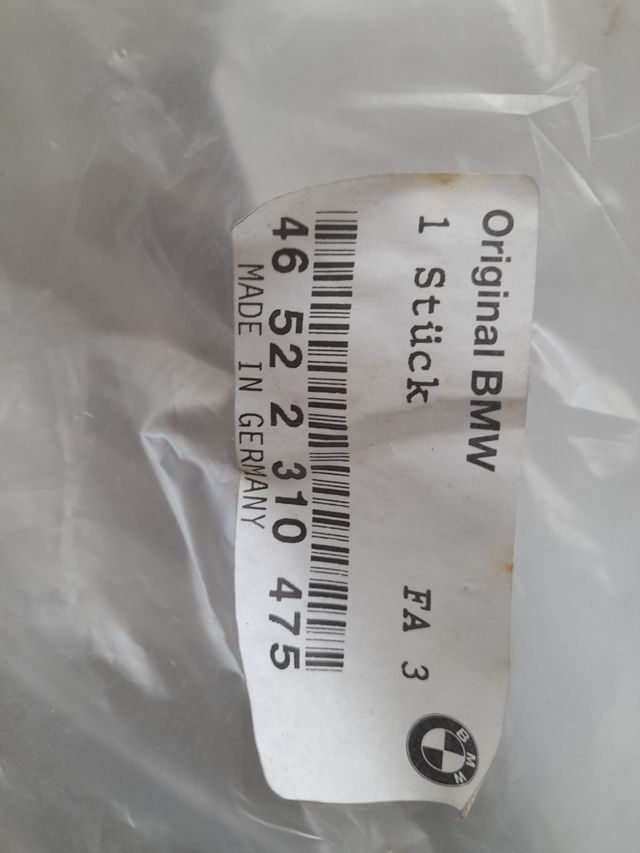 Original BMW
1 Stück FA 3
46 52 2 310 475
MADE IN GERMANY
BMW